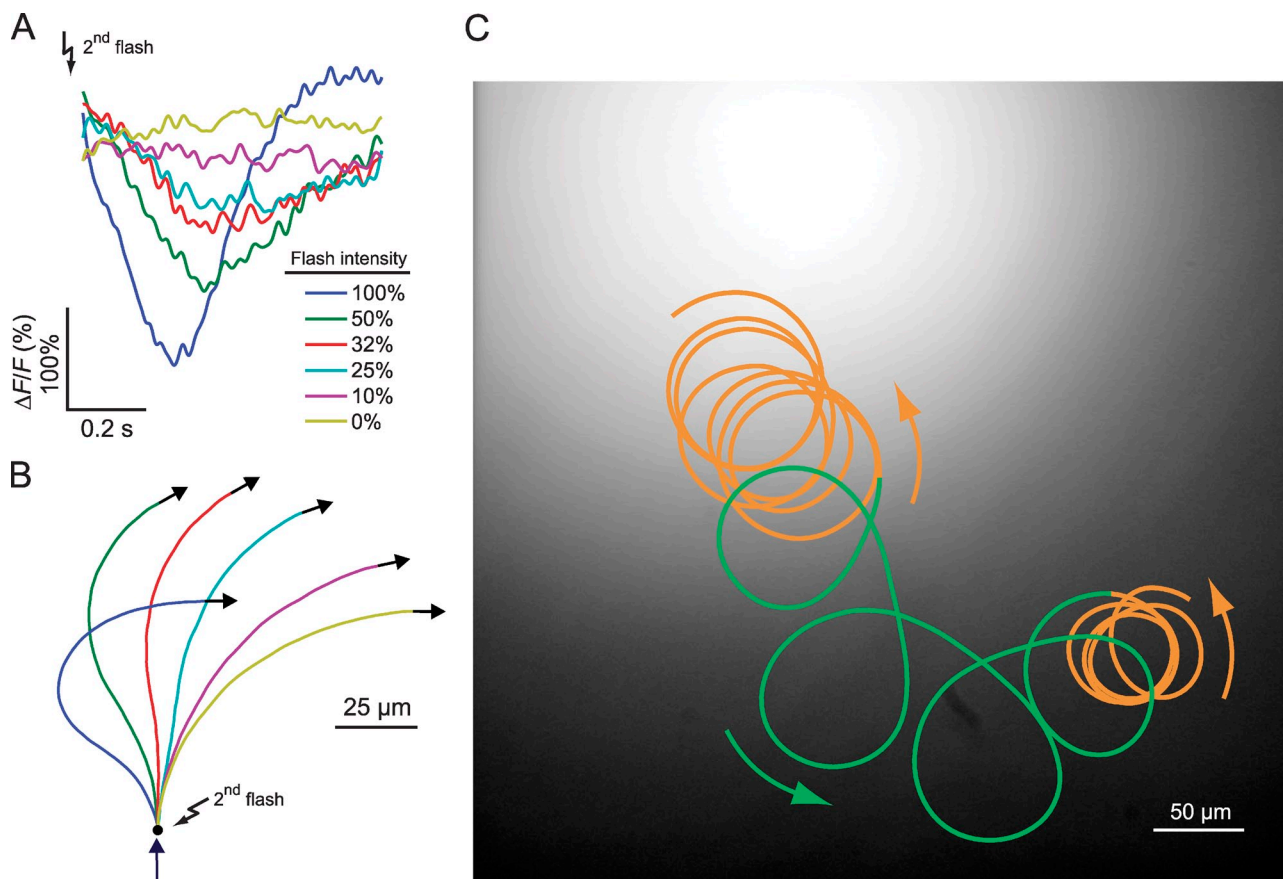 A
2nd flash
Flash intensity
100%
50%
32%
25%
10%
0%
ΔF/F (%)
100%
0.2 s
B
25 µm
2nd flash
C
50 µm